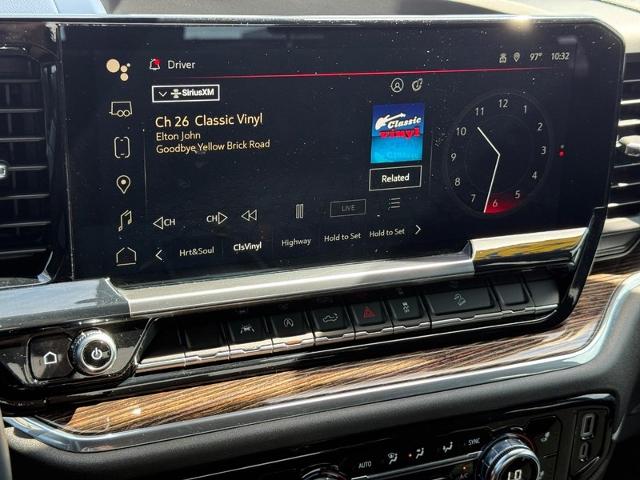 Driver
97° 10:32
SiriusXM
Ch 26 Classic Vinyl
Elton John
Goodbye Yellow Brick Road
Classic
vinyl
Classic
Related
12
1
2
3
4
5
6
7
8
9
10
11
CH
CH
LIVE
Hrt&Soul
ClsVinyl
Highway
Hold to Set
Hold to Set
AUTO
SYNC
LO